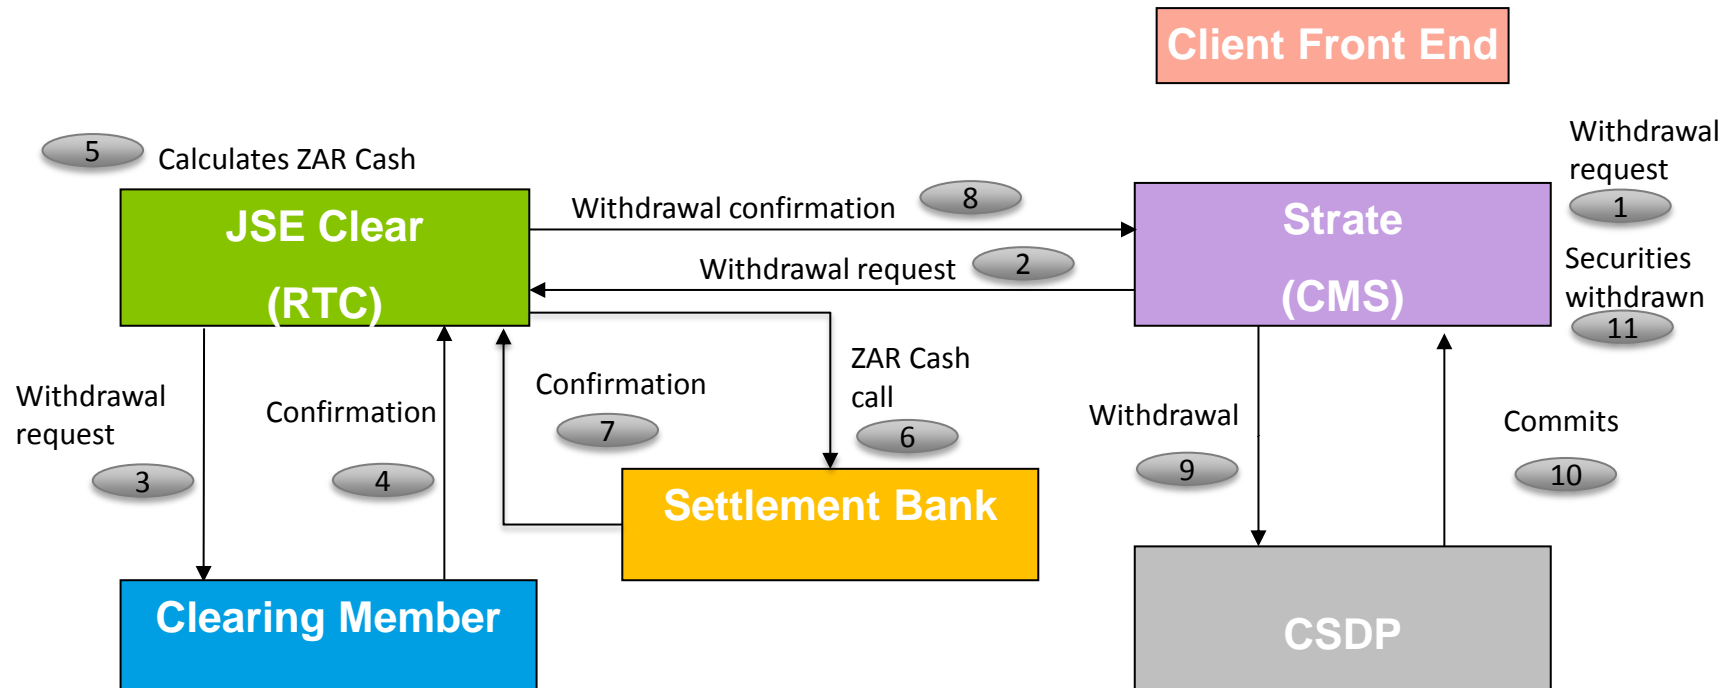 Client Front End
Withdrawal
request
1
5
Calculates ZAR Cash
JSE Clear
(RTC)
Withdrawal confirmation
8
Withdrawal request
2
Strate
(CMS)
Securities
withdrawn
11
Withdrawal
request
3
Confirmation
4
Confirmation
7
ZAR Cash
call
6
Withdrawal
9
Commits
10
Settlement Bank
Clearing Member
CSDP